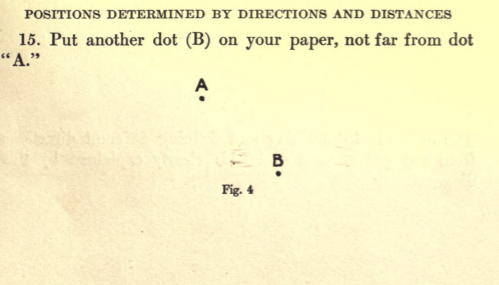 POSITIONS DETERMINED BY DIRECTIONS AND DISTANCES
15. Put another dot (B) on your paper, not far from dot
“A.”
A
B
Fig. 4